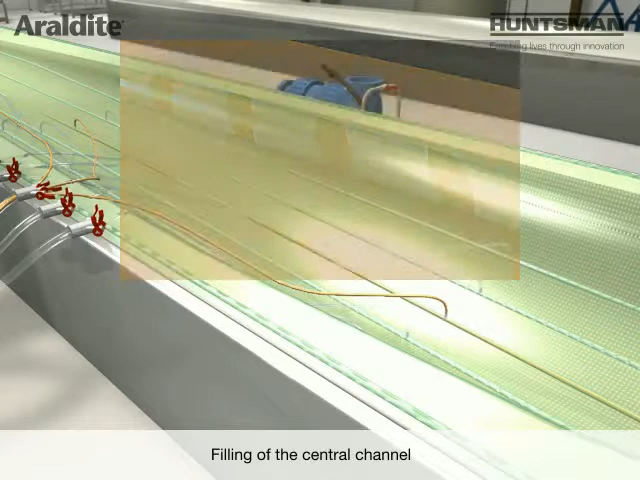 Araldite
HUNTSMAN
Enriching lives through innovation
Filling of the central channel